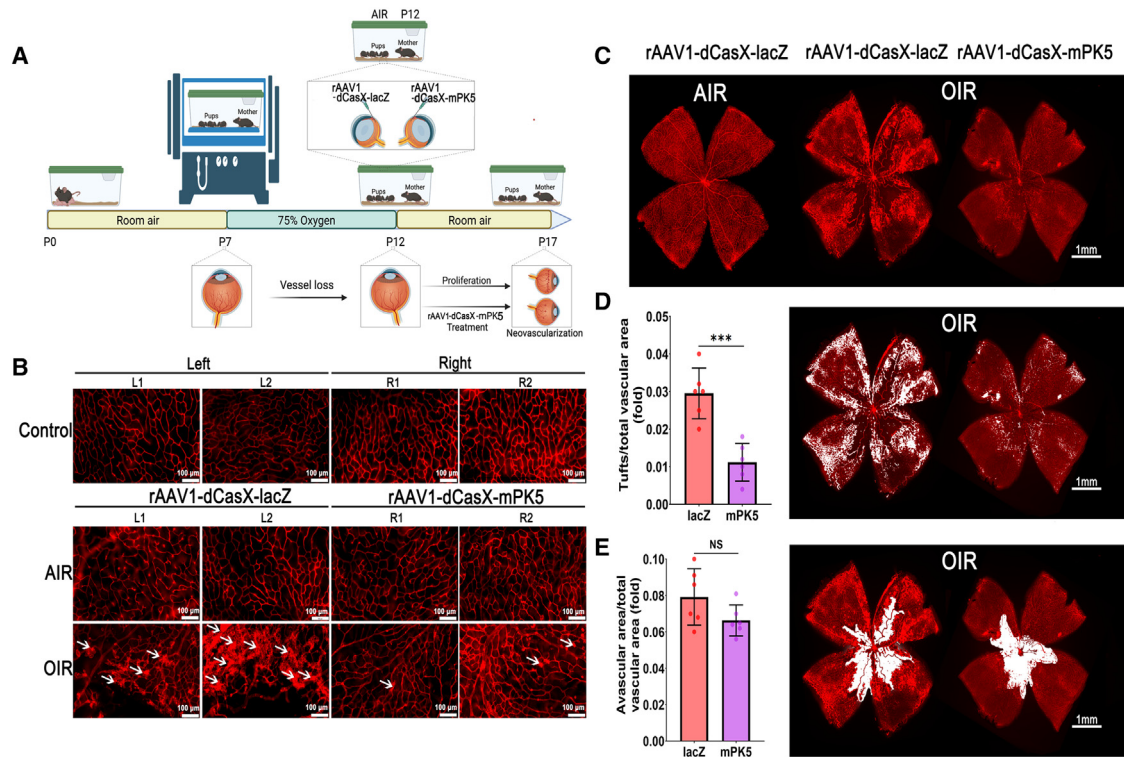 A
AIR P12
Pups
Mother
rAAV1
-dCasX-lacZ
rAAV1
-dCasX-mPK5
Pups
Mother
Pups
Mother
Pups
Mother
Room air
75% Oxygen
Room air
P0
P7
P12
P17
Vessel loss
Proliferation
rAAV1-dCasX-mPK5
Treatment
Neovascularization
B
Left
Right
L1
L2
R1
R2
Control
100 μm
100 μm
100 μm
100 μm
rAAV1-dCasX-lacZ
rAAV1-dCasX-mPK5
L1
L2
R1
R2
AIR
100 μm
100 μm
100 μm
100 μm
OIR
100 μm
100 μm
100 μm
100 μm
C
rAAV1-dCasX-lacZ
rAAV1-dCasX-lacZ
rAAV1-dCasX-mPK5
AIR
OIR
1mm
D
Tufts/total vascular area
(fold)
0.05
0.04
0.03
0.02
0.01
0.00
***
lacZ
mPK5
OIR
1mm
E
Avascular area/total
vascular area (fold)
0.10
0.08
0.06
0.04
0.02
0.00
NS
lacZ
mPK5
OIR
1mm